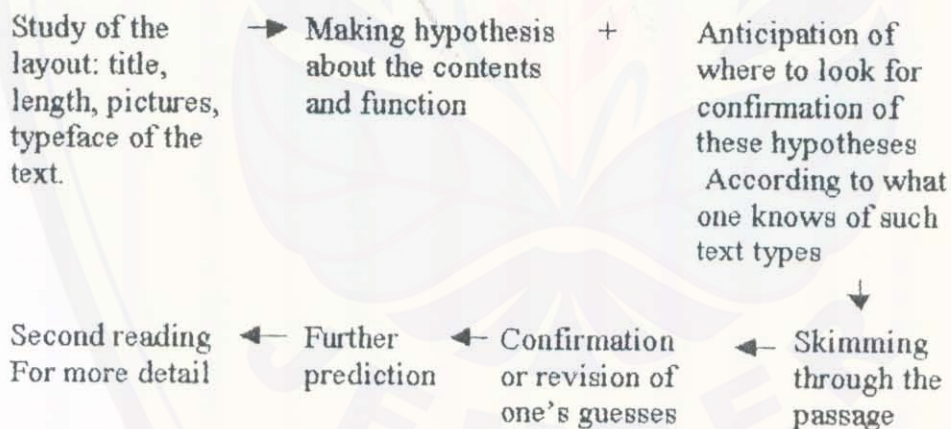 Study of the
layout: title,
length, pictures,
typeface of the
text.
→ Making hypothesis
about the contents
and function
+
Anticipation of
where to look for
confirmation of
these hypotheses
According to what
one knows of such
text types
↓
Skimming
through the
passage
← Confirmation
or revision of
one's guesses
← Further
prediction
← Second reading
For more detail